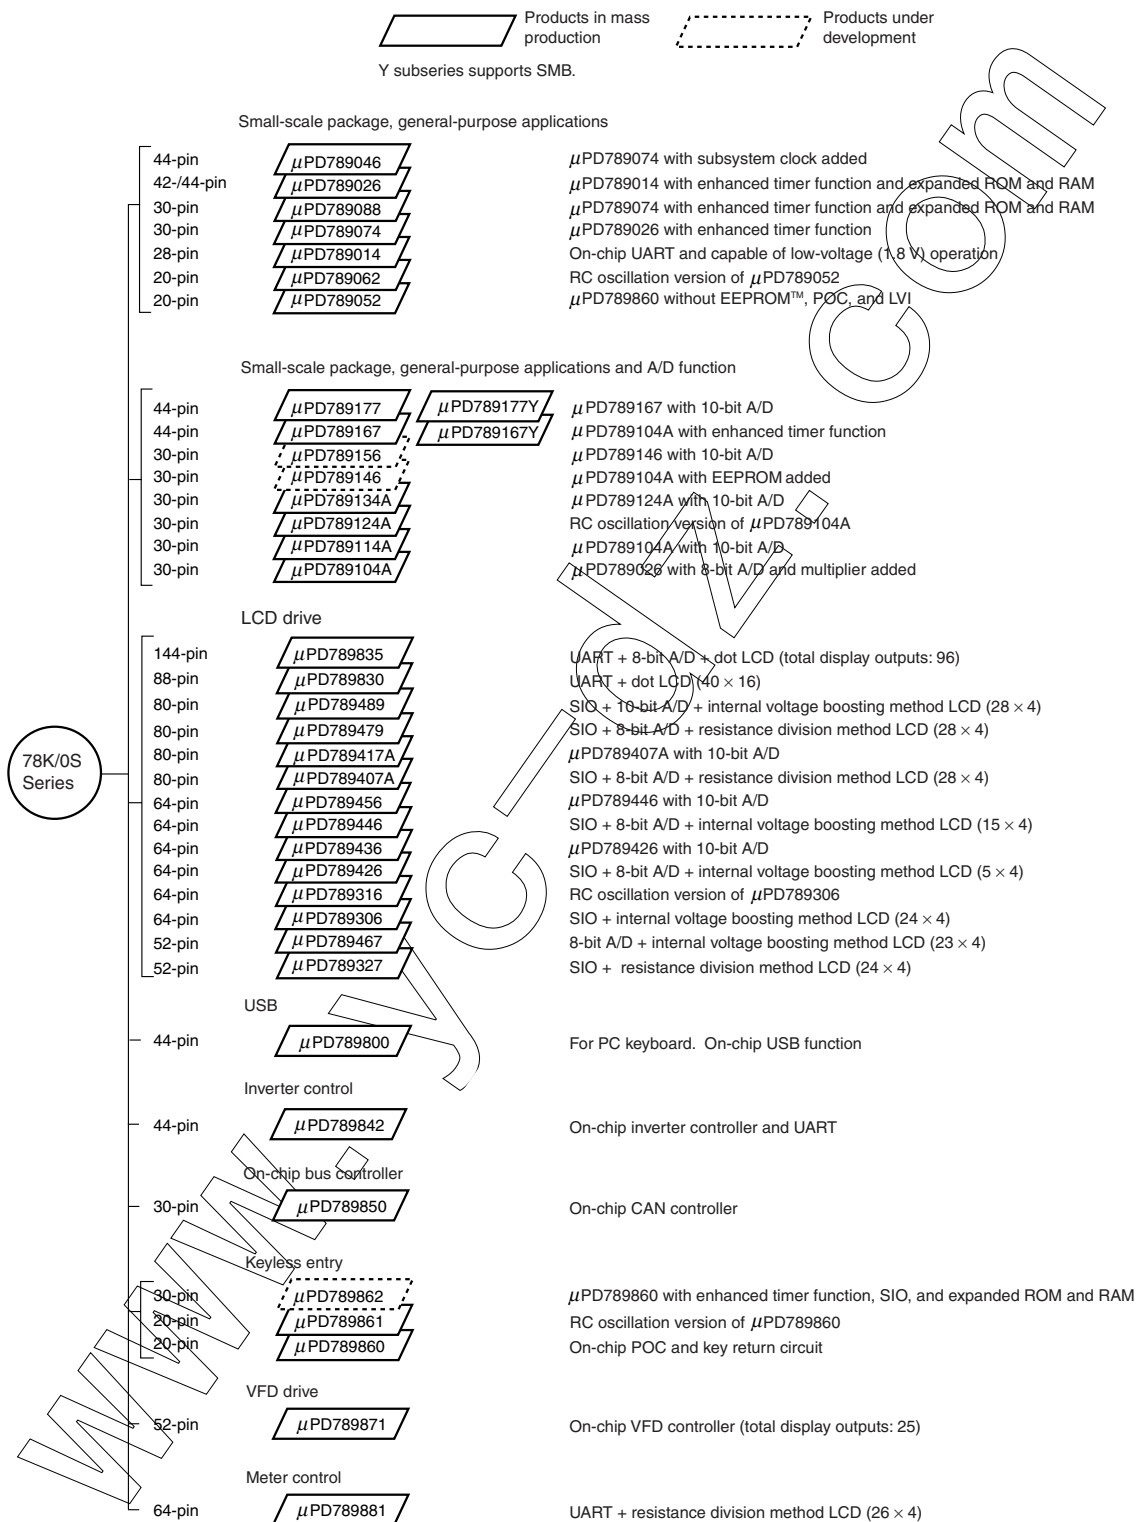 Products in mass production
Products under development
Y subseries supports SMB.
Small-scale package, general-purpose applications
44-pin μPD789046 μPD789074 with subsystem clock added
42-/44-pin μPD789026 μPD789014 with enhanced timer function and expanded ROM and RAM
30-pin μPD789088 μPD789074 with enhanced timer function and expanded ROM and RAM
30-pin μPD789074 μPD789026 with enhanced timer function
28-pin μPD789014 On-chip UART and capable of low-voltage (1.8 V) operation
20-pin μPD789062 RC oscillation version of μPD789052
20-pin μPD789052 μPD789860 without EEPROM™, POC, and LVI
Small-scale package, general-purpose applications and A/D function
44-pin μPD789177 μPD789177Y μPD789167 with 10-bit A/D
44-pin μPD789167 μPD789167Y μPD789104A with enhanced timer function
30-pin μPD789156 μPD789146 with 10-bit A/D
30-pin μPD789146 μPD789104A with EEPROM added
30-pin μPD789134A μPD789124A with 10-bit A/D
30-pin μPD789124A RC oscillation version of μPD789104A
30-pin μPD789114A μPD789104A with 10-bit A/D
30-pin μPD789104A μPD789026 with 8-bit A/D and multiplier added
LCD drive
144-pin μPD789835 UART + 8-bit A/D + dot LCD (total display outputs: 96)
88-pin μPD789830 UART + dot LCD (40 × 16)
80-pin μPD789489 SIO + 10-bit A/D + internal voltage boosting method LCD (28 × 4)
80-pin μPD789479 SIO + 8-bit A/D + resistance division method LCD (28 × 4)
80-pin μPD789417A μPD789407A with 10-bit A/D
80-pin μPD789407A SIO + 8-bit A/D + resistance division method LCD (28 × 4)
64-pin μPD789456 μPD789446 with 10-bit A/D
64-pin μPD789446 SIO + 8-bit A/D + internal voltage boosting method LCD (15 × 4)
64-pin μPD789436 μPD789426 with 10-bit A/D
64-pin μPD789426 SIO + 8-bit A/D + internal voltage boosting method LCD (5 × 4)
64-pin μPD789316 RC oscillation version of μPD789306
64-pin μPD789306 SIO + internal voltage boosting method LCD (24 × 4)
52-pin μPD789467 8-bit A/D + internal voltage boosting method LCD (23 × 4)
52-pin μPD789327 SIO + resistance division method LCD (24 × 4)
78K/0S
Series
USB
44-pin μPD789800 For PC keyboard. On-chip USB function
Inverter control
44-pin μPD789842 On-chip inverter controller and UART
On-chip bus controller
30-pin μPD789850 On-chip CAN controller
Keyless entry
30-pin μPD789862 μPD789860 with enhanced timer function, SIO, and expanded ROM and RAM
20-pin μPD789861 RC oscillation version of μPD789860
20-pin μPD789860 On-chip POC and key return circuit
VFD drive
52-pin μPD789871 On-chip VFD controller (total display outputs: 25)
Meter control
64-pin μPD789881 UART + resistance division method LCD (26 × 4)
www.yc-dz.com